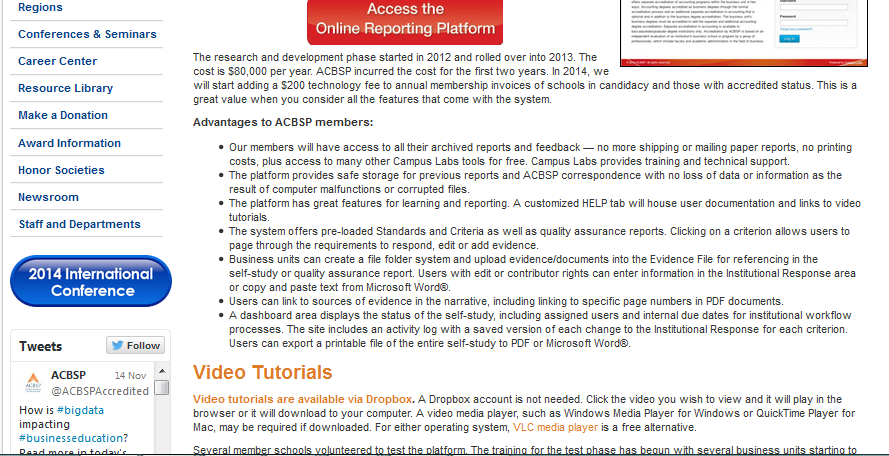 Regions
Conferences & Seminars
Career Center
Resource Library
Make a Donation
Award Information
Honor Societies
Newsroom
Staff and Departments
2014 International
Conference
Tweets
Follow
ACBSP
14 Nov
@ACBSPAccredited
How is #bigdata
impacting
#businesseducation?
Read more in today's
Access the
Online Reporting Platform
The research and development phase started in 2012 and rolled over into 2013. The
cost is $80,000 per year. ACBSP incurred the cost for the first two years. In 2014, we
will start adding a $200 technology fee to annual membership invoices of schools in candidacy and those with accredited status. This is a
great value when you consider all the features that come with the system.
Advantages to ACBSP members:
• Our members will have access to all their archived reports and feedback — no more shipping or mailing paper reports, no printing
costs, plus access to many other Campus Labs tools for free. Campus Labs provides training and technical support.
• The platform provides safe storage for previous reports and ACBSP correspondence with no loss of data or information as the
result of computer malfunctions or corrupted files.
• The platform has great features for learning and reporting. A customized HELP tab will house user documentation and links to video
tutorials.
• The system offers pre-loaded Standards and Criteria as well as quality assurance reports. Clicking on a criterion allows users to
page through the requirements to respond, edit or add evidence.
• Business units can create a file folder system and upload evidence/documents into the Evidence File for referencing in the
self-study or quality assurance report. Users with edit or contributor rights can enter information in the Institutional Response area
or copy and paste text from Microsoft Word®.
• Users can link to sources of evidence in the narrative, including linking to specific page numbers in PDF documents.
• A dashboard area displays the status of the self-study, including assigned users and internal due dates for institutional workflow
processes. The site includes an activity log with a saved version of each change to the Institutional Response for each criterion.
Users can export a printable file of the entire self-study to PDF or Microsoft Word®.
Video Tutorials
Video tutorials are available via Dropbox. A Dropbox account is not needed. Click the video you wish to view and it will play in the
browser or it will download to your computer. A video media player, such as Windows Media Player for Windows or QuickTime Player for
Mac, may be required if downloaded. For either operating system, VLC media player is a free alternative.
Several member schools volunteered to test the platform. The training for the test phase has begun with several business units starting to